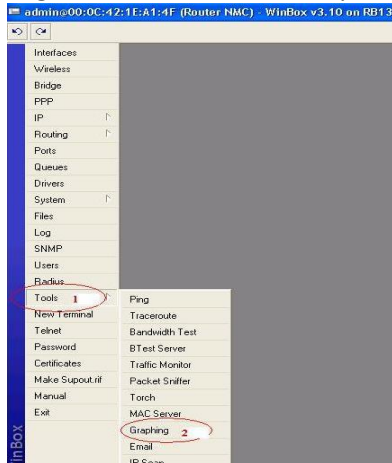 admin@00:0C:42:1E:A1:4F (Router NMC) - WinBox v3.10 on RB13
Interfaces
Wireless
Bridge
PPP
IP
Routing
Ports
Queues
Drivers
System
Files
Log
SNMP
Users
Radius
Tools 1
New Terminal
Telnet
Password
Certificates
Make Supout.rif
Manual
Exit
Ping
Traceroute
Bandwidth Test
BTest Server
Traffic Monitor
Packet Sniffer
Torch
MAC Server
Graphing 2
Email
IP Scan
inBox